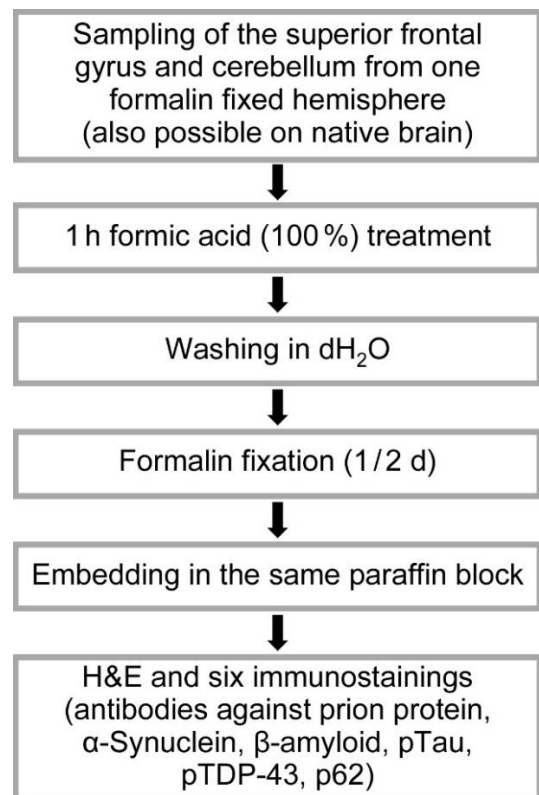 Sampling of the superior frontal
gyrus and cerebellum from one
formalin fixed hemisphere
(also possible on native brain)
1 h formic acid (100 %) treatment
Washing in dH₂O
Formalin fixation (1 / 2 d)
Embedding in the same paraffin block
H&E and six immunostainings
(antibodies against prion protein,
α-Synuclein, β-amyloid, pTau,
pTDP-43, p62)